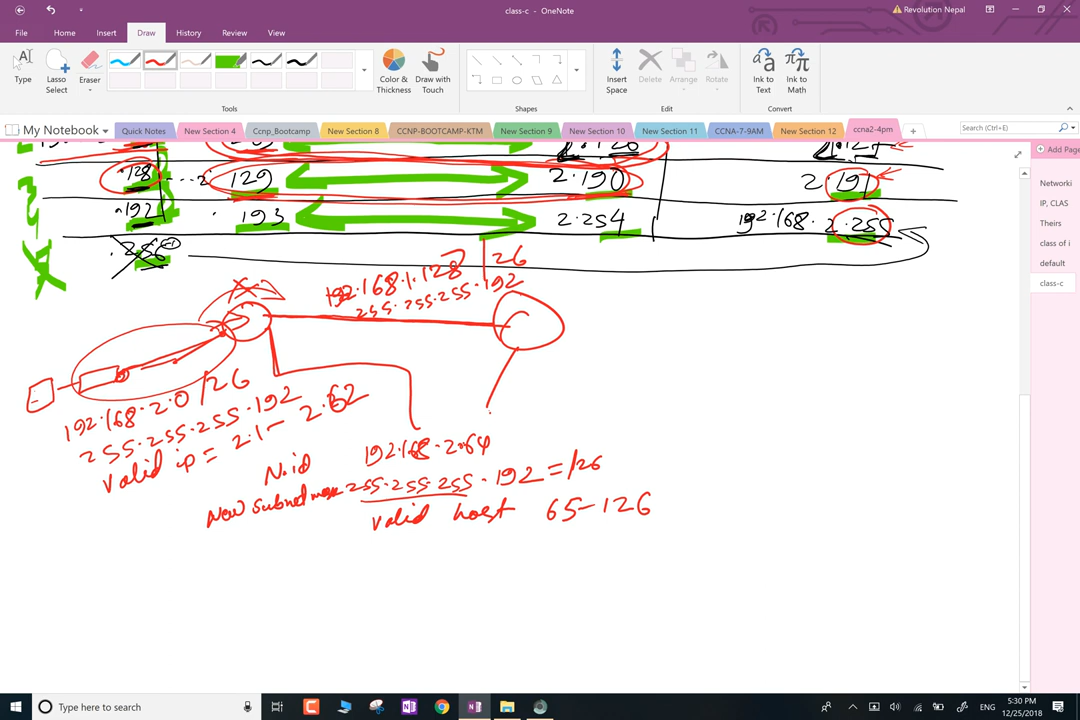 class-c - OneNote
Revolution Nepal
File Home Insert Draw History Review View
Type
Lasso Select
Eraser
Color & Thickness
Draw with Touch
Insert Space
Delete
Arrange
Rotate
Ink to Text
Ink to Math
Tools
Shapes
Edit
Convert
My Notebook
Quick Notes New Section 4 Ccnp_Bootcamp New Section 8 CCNP-BOOTCAMP-KTM New Section 9 New Section 10 New Section 11 CCNA-7-9AM New Section 12 ccna2-4pm
Search (Ctrl+E)
Add Page
Networki
IP, CLAS
Theirs
class of i
default
class-c
.128 129 2.190 2 191
.192 . 193 2.254 192.168.2.255
.256
192.168.1.128 /26
255.255.255.192
192.168.2.0/26
255.255.255.192
valid ip = 2.1- 2.62
N.id 192.168.2.64
New subnet 255.255.255.192 = /26
valid host 65-126
Type here to search
ENG
5:30 PM
12/25/2018